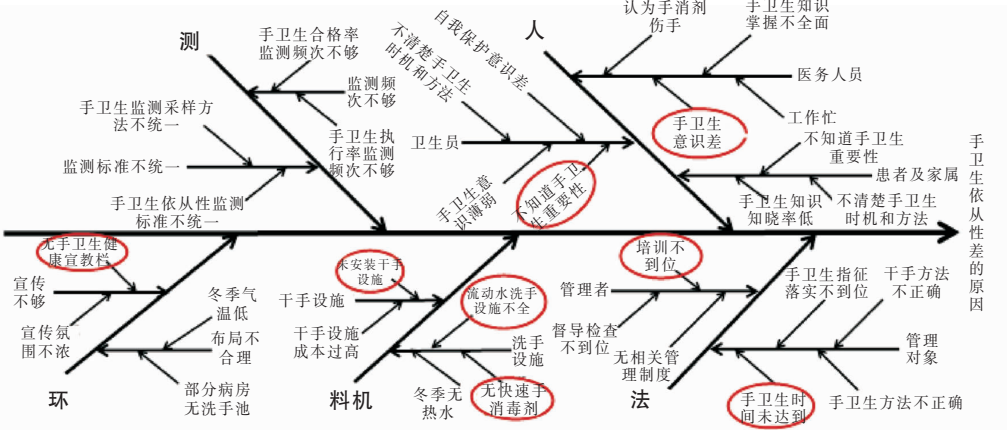 测
手卫生合格率
监测频次不够
监测频
次不够
手卫生监测采样方
法不统一
手卫生执
行率监测
频次不够
监测标准不统一
手卫生依从性监测
标准不统一
人
认为手消剂
伤手
手卫生知识
掌握不全面
医务人员
手卫生
意识差
工作忙
自我保护意识差
不清楚手卫生
时机和方法
卫生员
手卫生意
识薄弱
不知道手卫
生重要性
不知道手卫生
重要性
患者及家属
手卫生知识
知晓率低
不清楚手卫生
时机和方法
手卫生依从性差的原因
无手卫生健
康宣教栏
宣传
不够
宣传氛
围不浓
冬季气
温低
布局不
合理
部分病房
无洗手池
环
未安装干手
设施
干手设施
干手设施
成本过高
流动水洗手
设施不全
洗手
设施
冬季无
热水
无快速手
消毒剂
料机
培训不
到位
管理者
督导检查
不到位
无相关管
理制度
手卫生指征
落实不到位
干手方法
不正确
管理
对象
手卫生时
间未达到
手卫生方法不正确
法